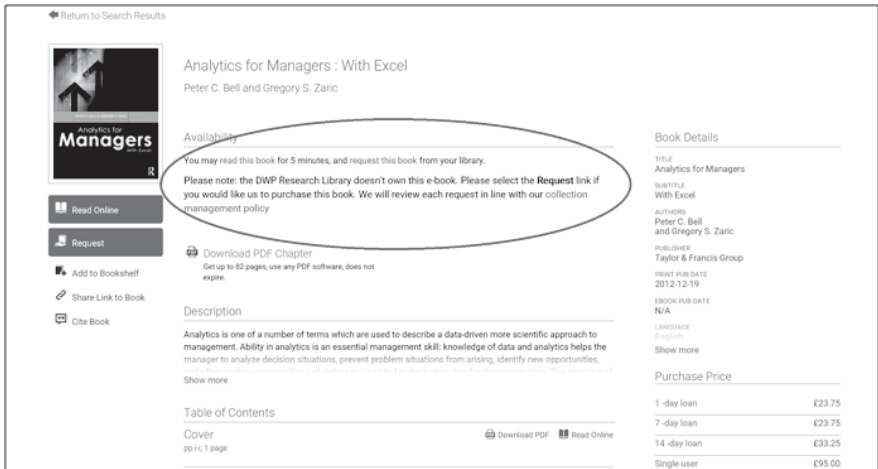 Return to Search Results
Analytics for
Managers
WITH EXCEL
R
Read Online
Request
Add to Bookshelf
Share Link to Book
Cite Book
Analytics for Managers : With Excel
Peter C. Bell and Gregory S. Zaric
Availability
You may read this book for 5 minutes, and request this book from your library.
Please note: the DWP Research Library doesn't own this e-book. Please select the Request link if
you would like us to purchase this book. We will review each request in line with our collection
management policy
Download PDF Chapter
Get up to 82 pages, use any PDF software, does not
expire.
Description
Analytics is one of a number of terms which are used to describe a data-driven more scientific approach to
management. Ability in analytics is an essential management skill: knowledge of data and analytics helps the
manager to analyze decision situations, prevent problem situations from arising, identify new opportunities,
Show more
Table of Contents
Cover
Download PDF Read Online
pp i-i; 1 page
Book Details
TITLE
Analytics for Managers
SUBTITLE
With Excel
AUTHORS
Peter C. Bell
and Gregory S. Zaric
PUBLISHER
Taylor & Francis Group
PRINT PUB DATE
2012-12-19
EBOOK PUB DATE
N/A
LANGUAGE
English
Show more
Purchase Price
1 -day loan £23.75
7 -day loan £23.75
14 -day loan £33.25
Single-user £95.00